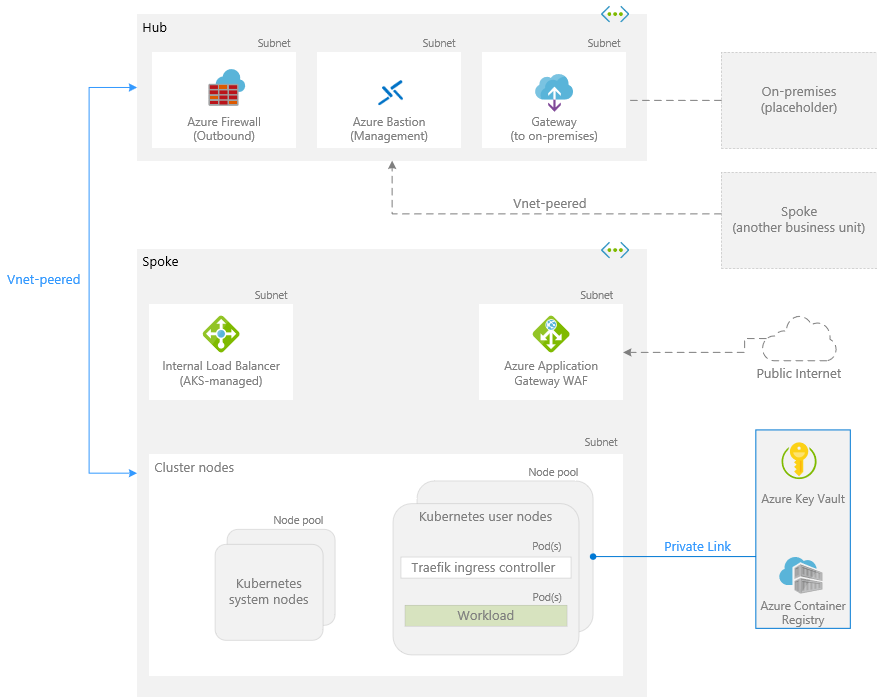 Hub
Subnet
Subnet
Subnet
Azure Firewall
(Outbound)
Azure Bastion
(Management)
Gateway
(to on-premises)
On-premises
(placeholder)
Vnet-peered
Spoke
(another business unit)
Vnet-peered
Spoke
Subnet
Subnet
Internal Load Balancer
(AKS-managed)
Azure Application
Gateway WAF
Public Internet
Subnet
Cluster nodes
Node pool
Kubernetes user nodes
Pod(s)
Traefik ingress controller
Pod(s)
Workload
Node pool
Kubernetes
system nodes
Private Link
Azure Key Vault
Azure Container
Registry